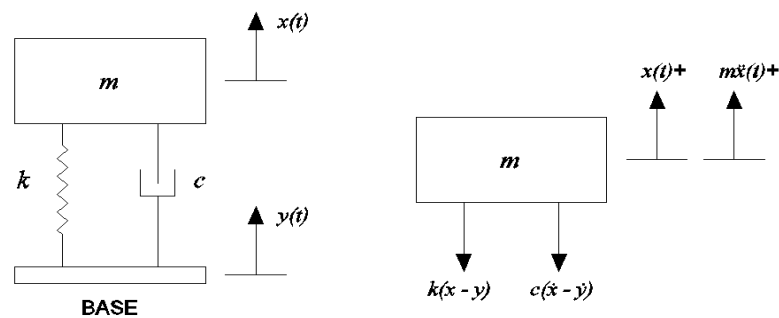 x(t)
m
k
c
y(t)
BASE
x(t)+
mẍ(t)+
m
k(x - y)
c(ẋ - ẏ)